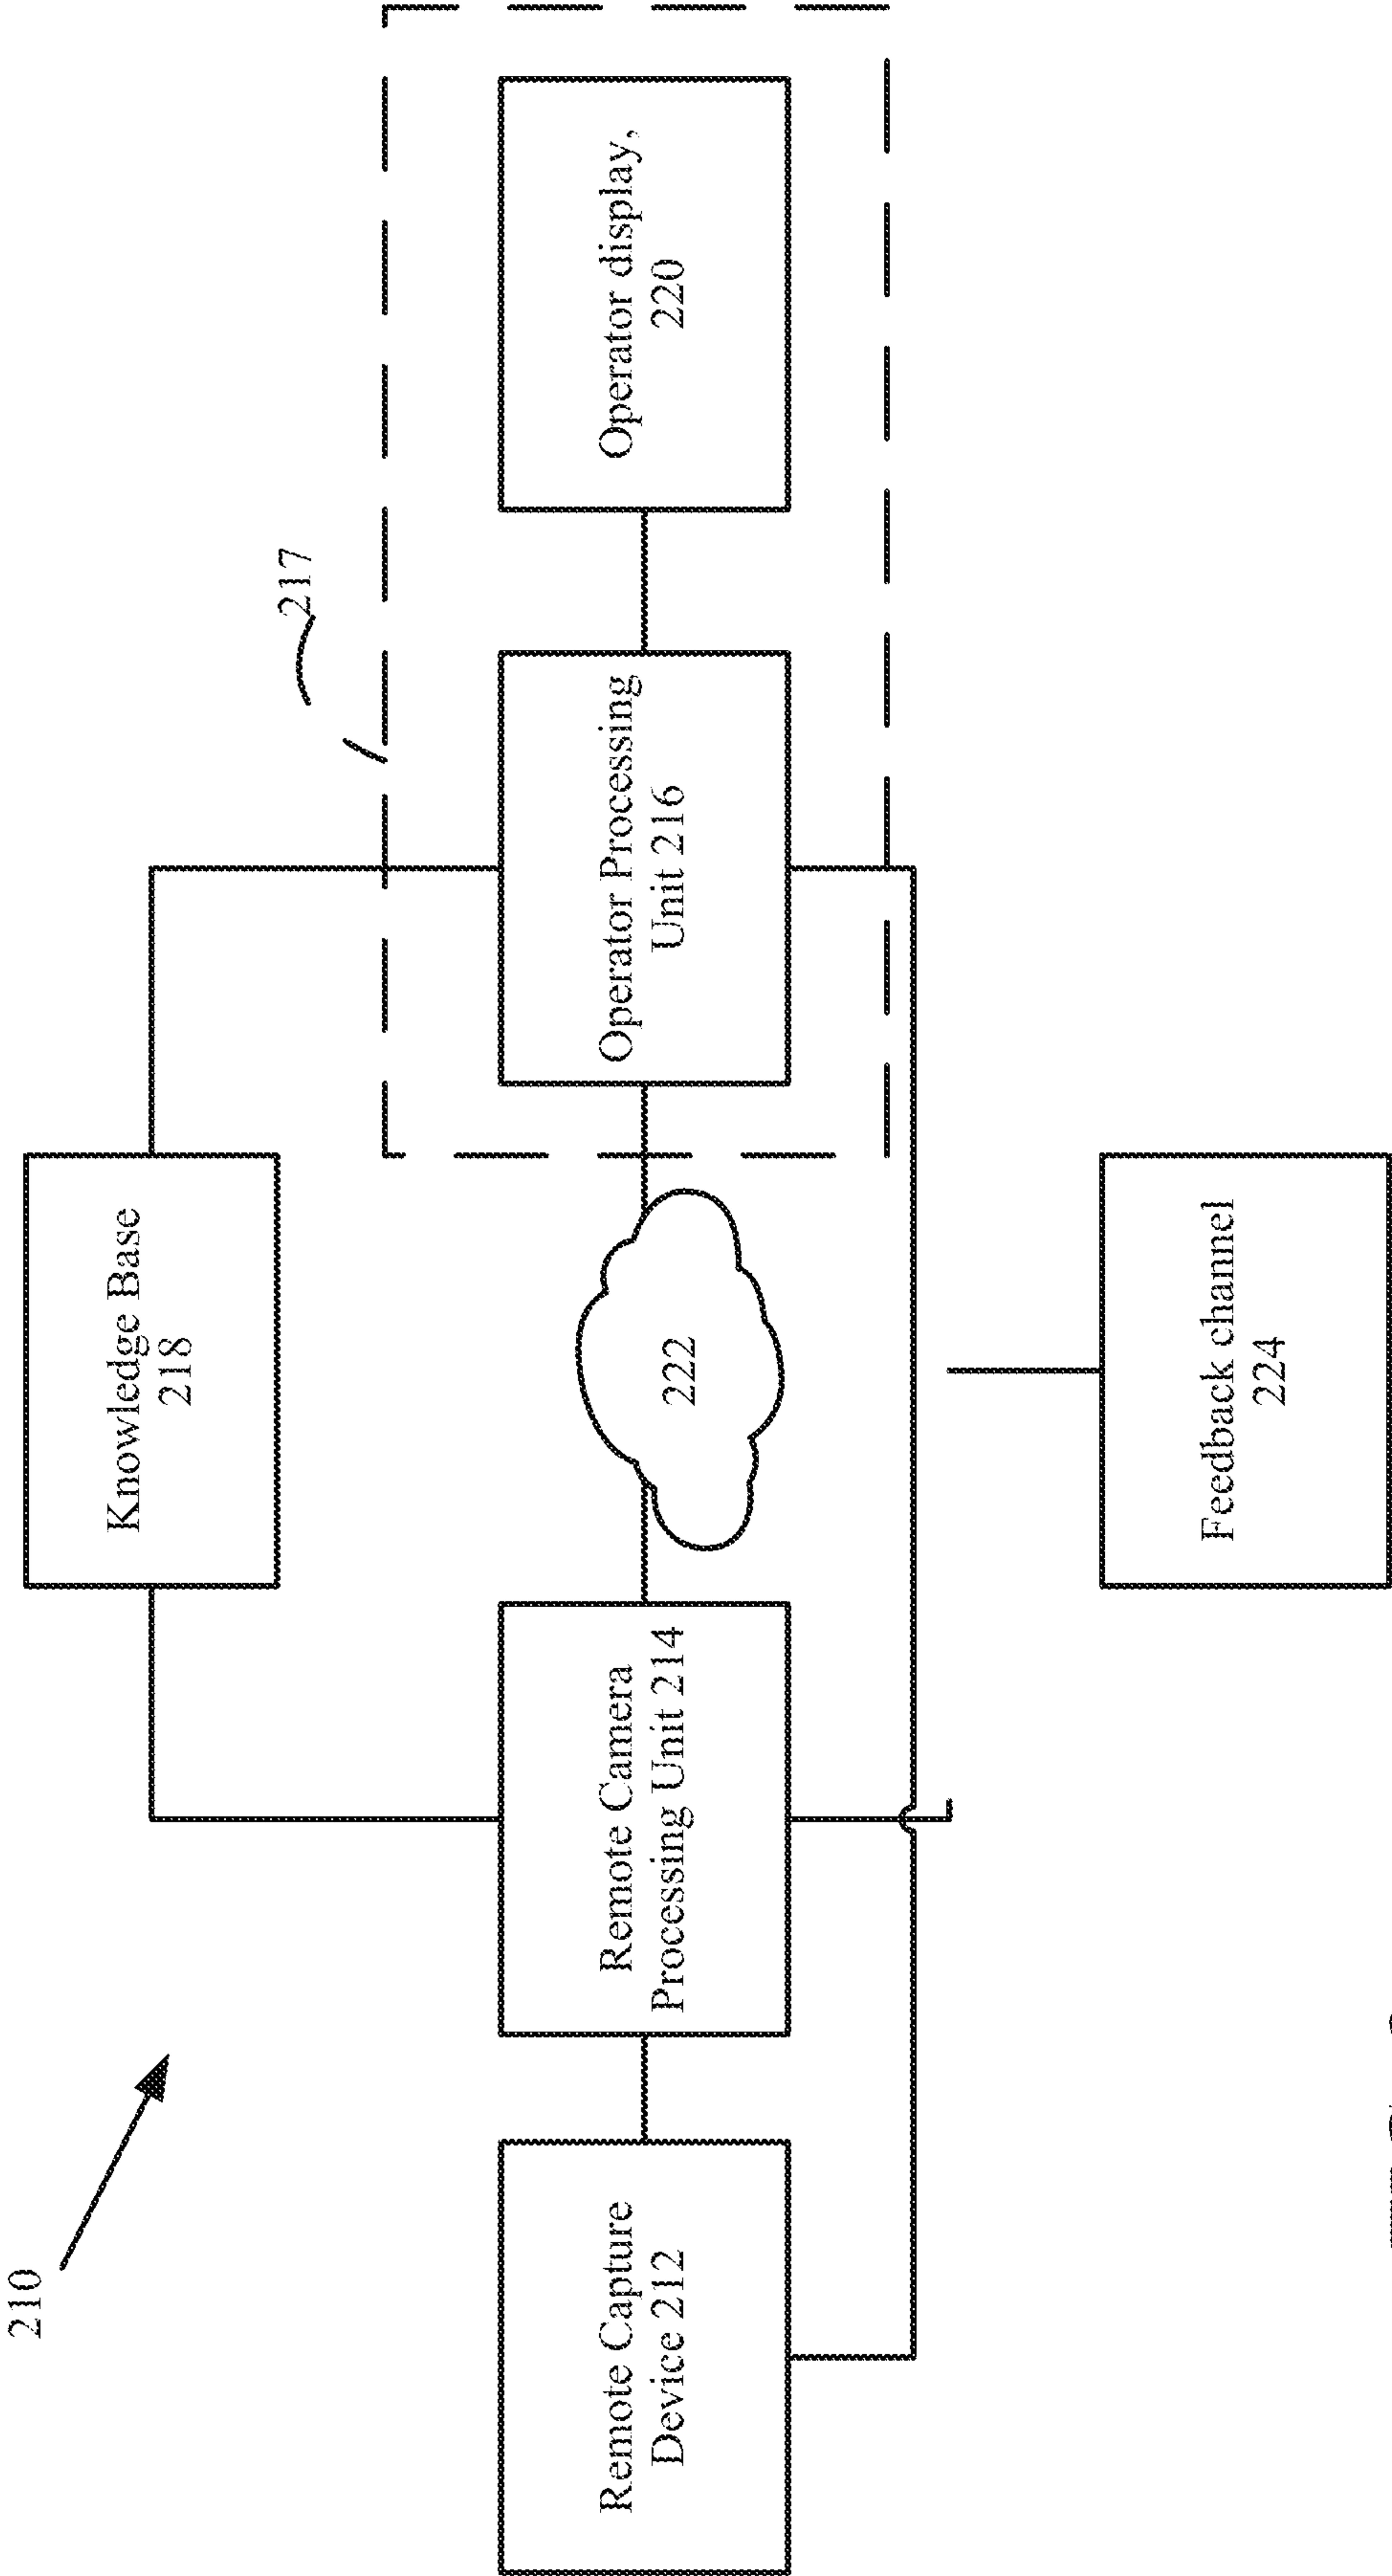 210
217
Knowledge Base
218
Remote Capture
Device 212
Remote Camera
Processing Unit 214
222
Operator Processing
Unit 216
Operator display,
220
Feedback channel
224